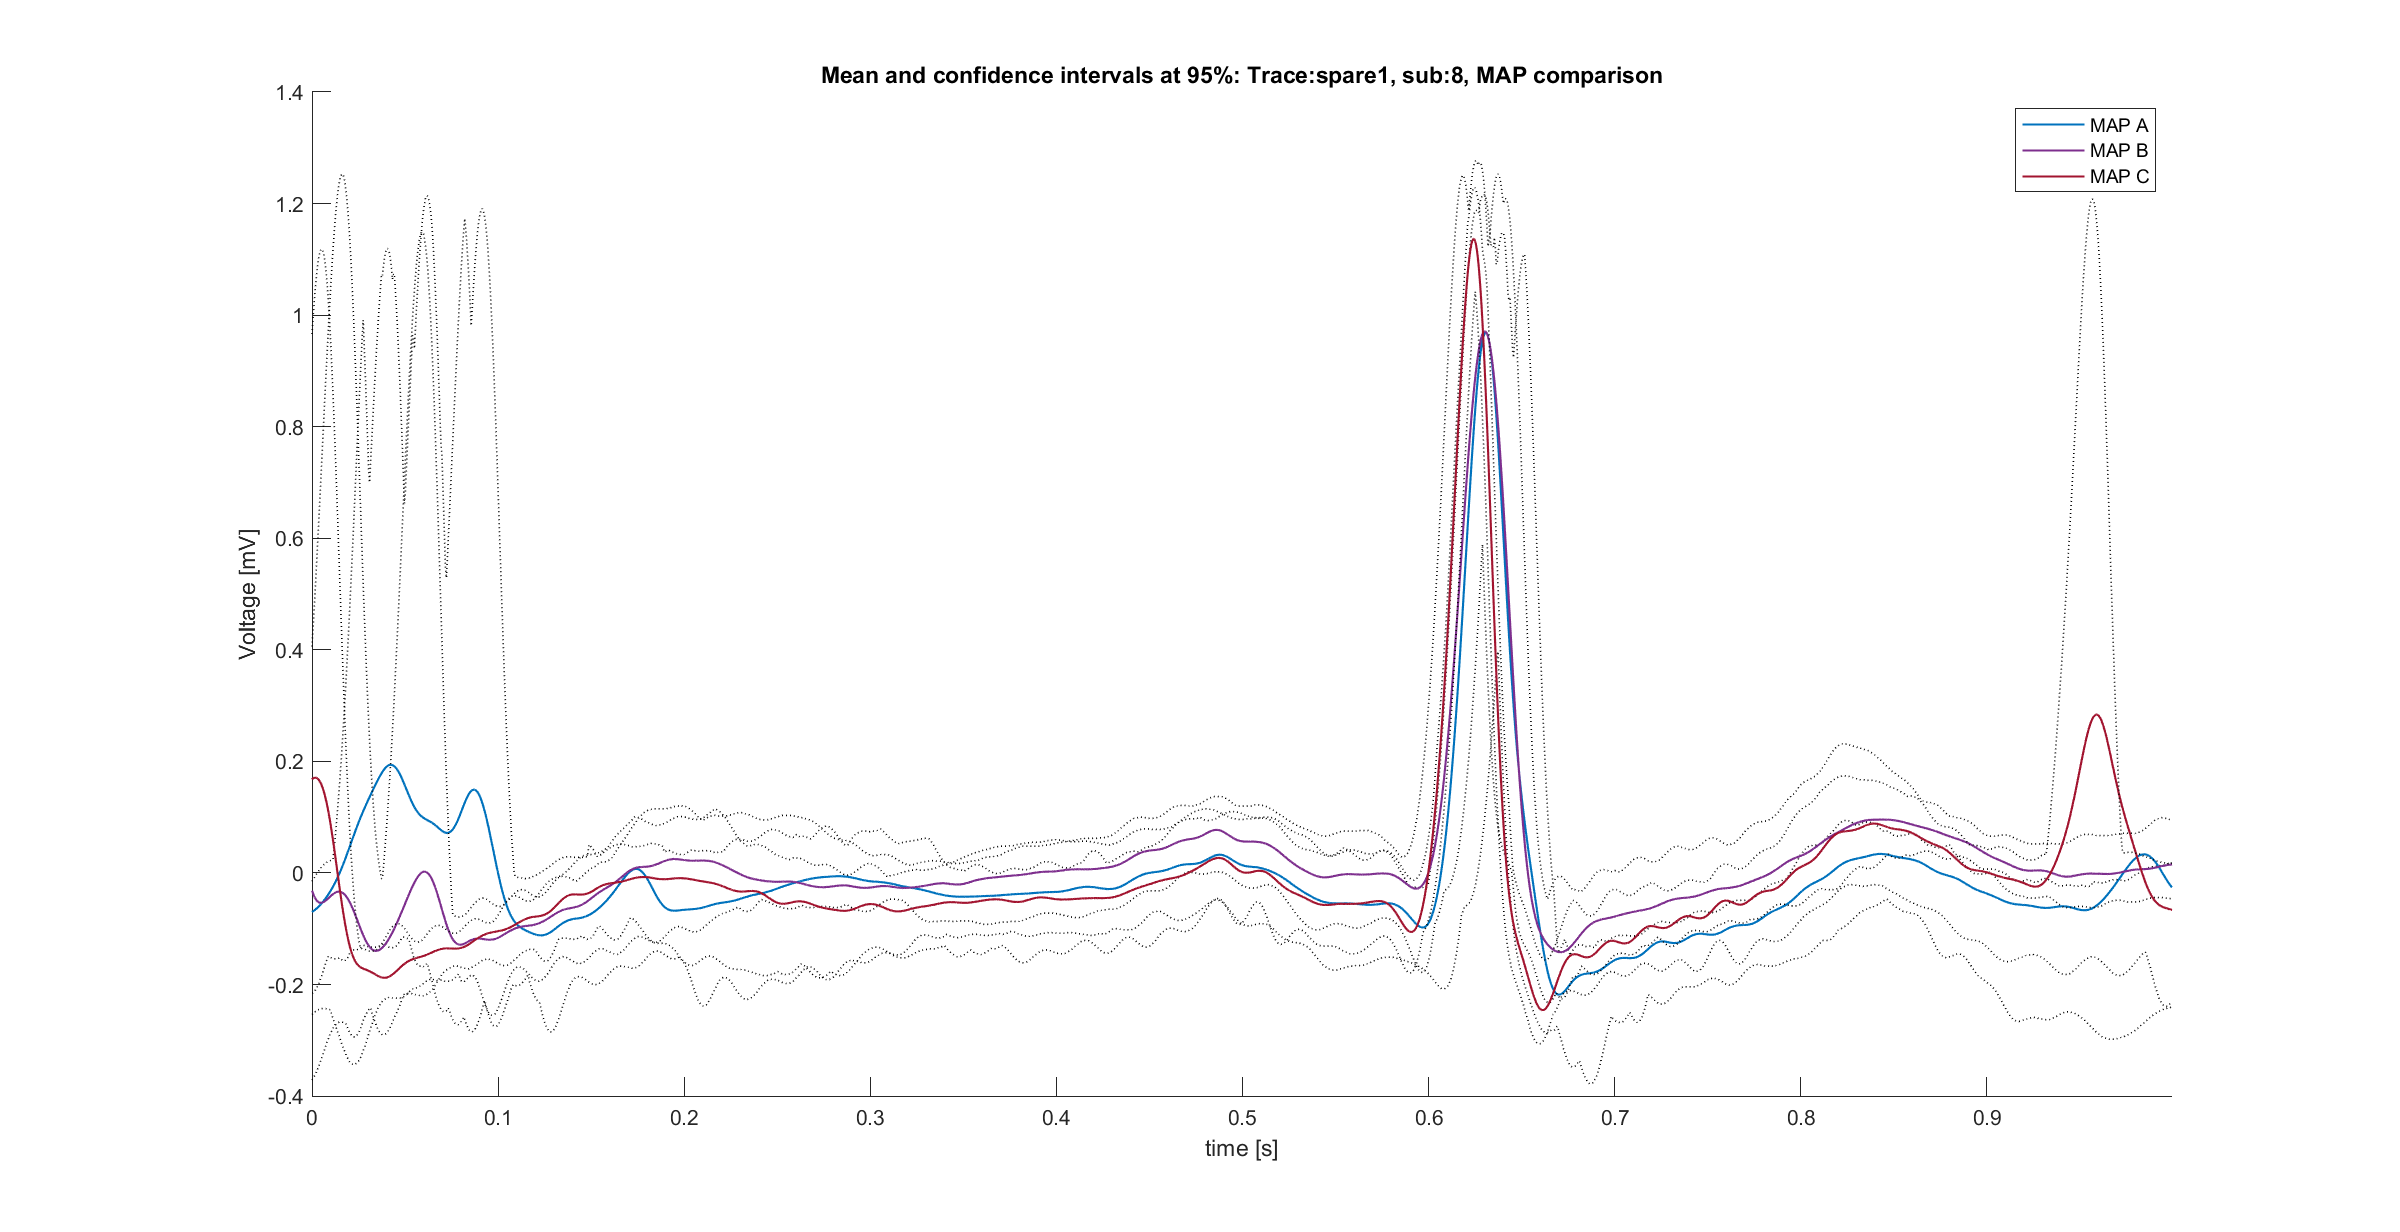 Mean and confidence intervals at 95%: Trace:spare1, sub:8, MAP comparison
MAP A
MAP B
MAP C
1.4
1.2
1
0.8
0.6
0.4
0.2
0
-0.2
-0.4
Voltage [mV]
0 0.1 0.2 0.3 0.4 0.5 0.6 0.7 0.8 0.9
time [s]